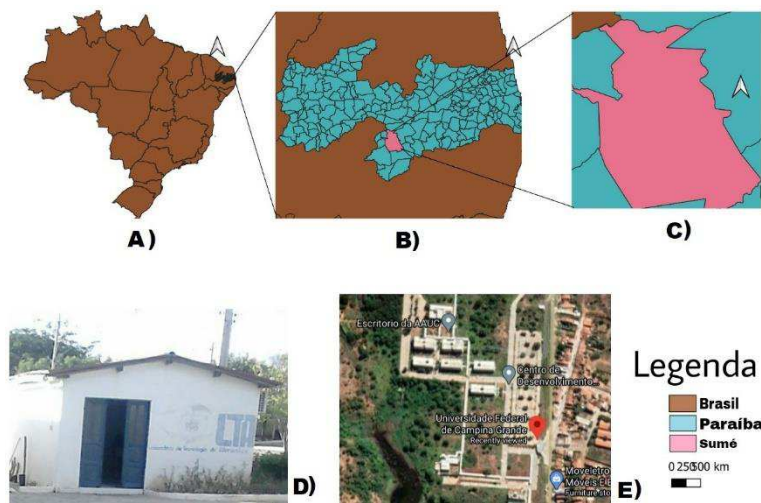 A)
B)
C)
CTA
D)
Escritorio da AAUC
Centro de
Desenvolvimento...
Universidade Federal
de Campina Grande
Recently viewed
Moveletro
Móveis E E
Furniture sto
E)
Legenda
Brasil
Paraíba
Sumé
0 250500 km